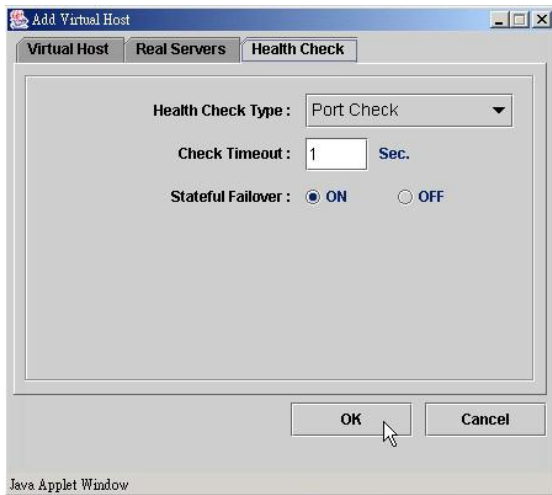 Add Virtual Host
Virtual Host Real Servers Health Check
Health Check Type : Port Check
Check Timeout : 1 Sec.
Stateful Failover : ON OFF
OK Cancel
Java Applet Window